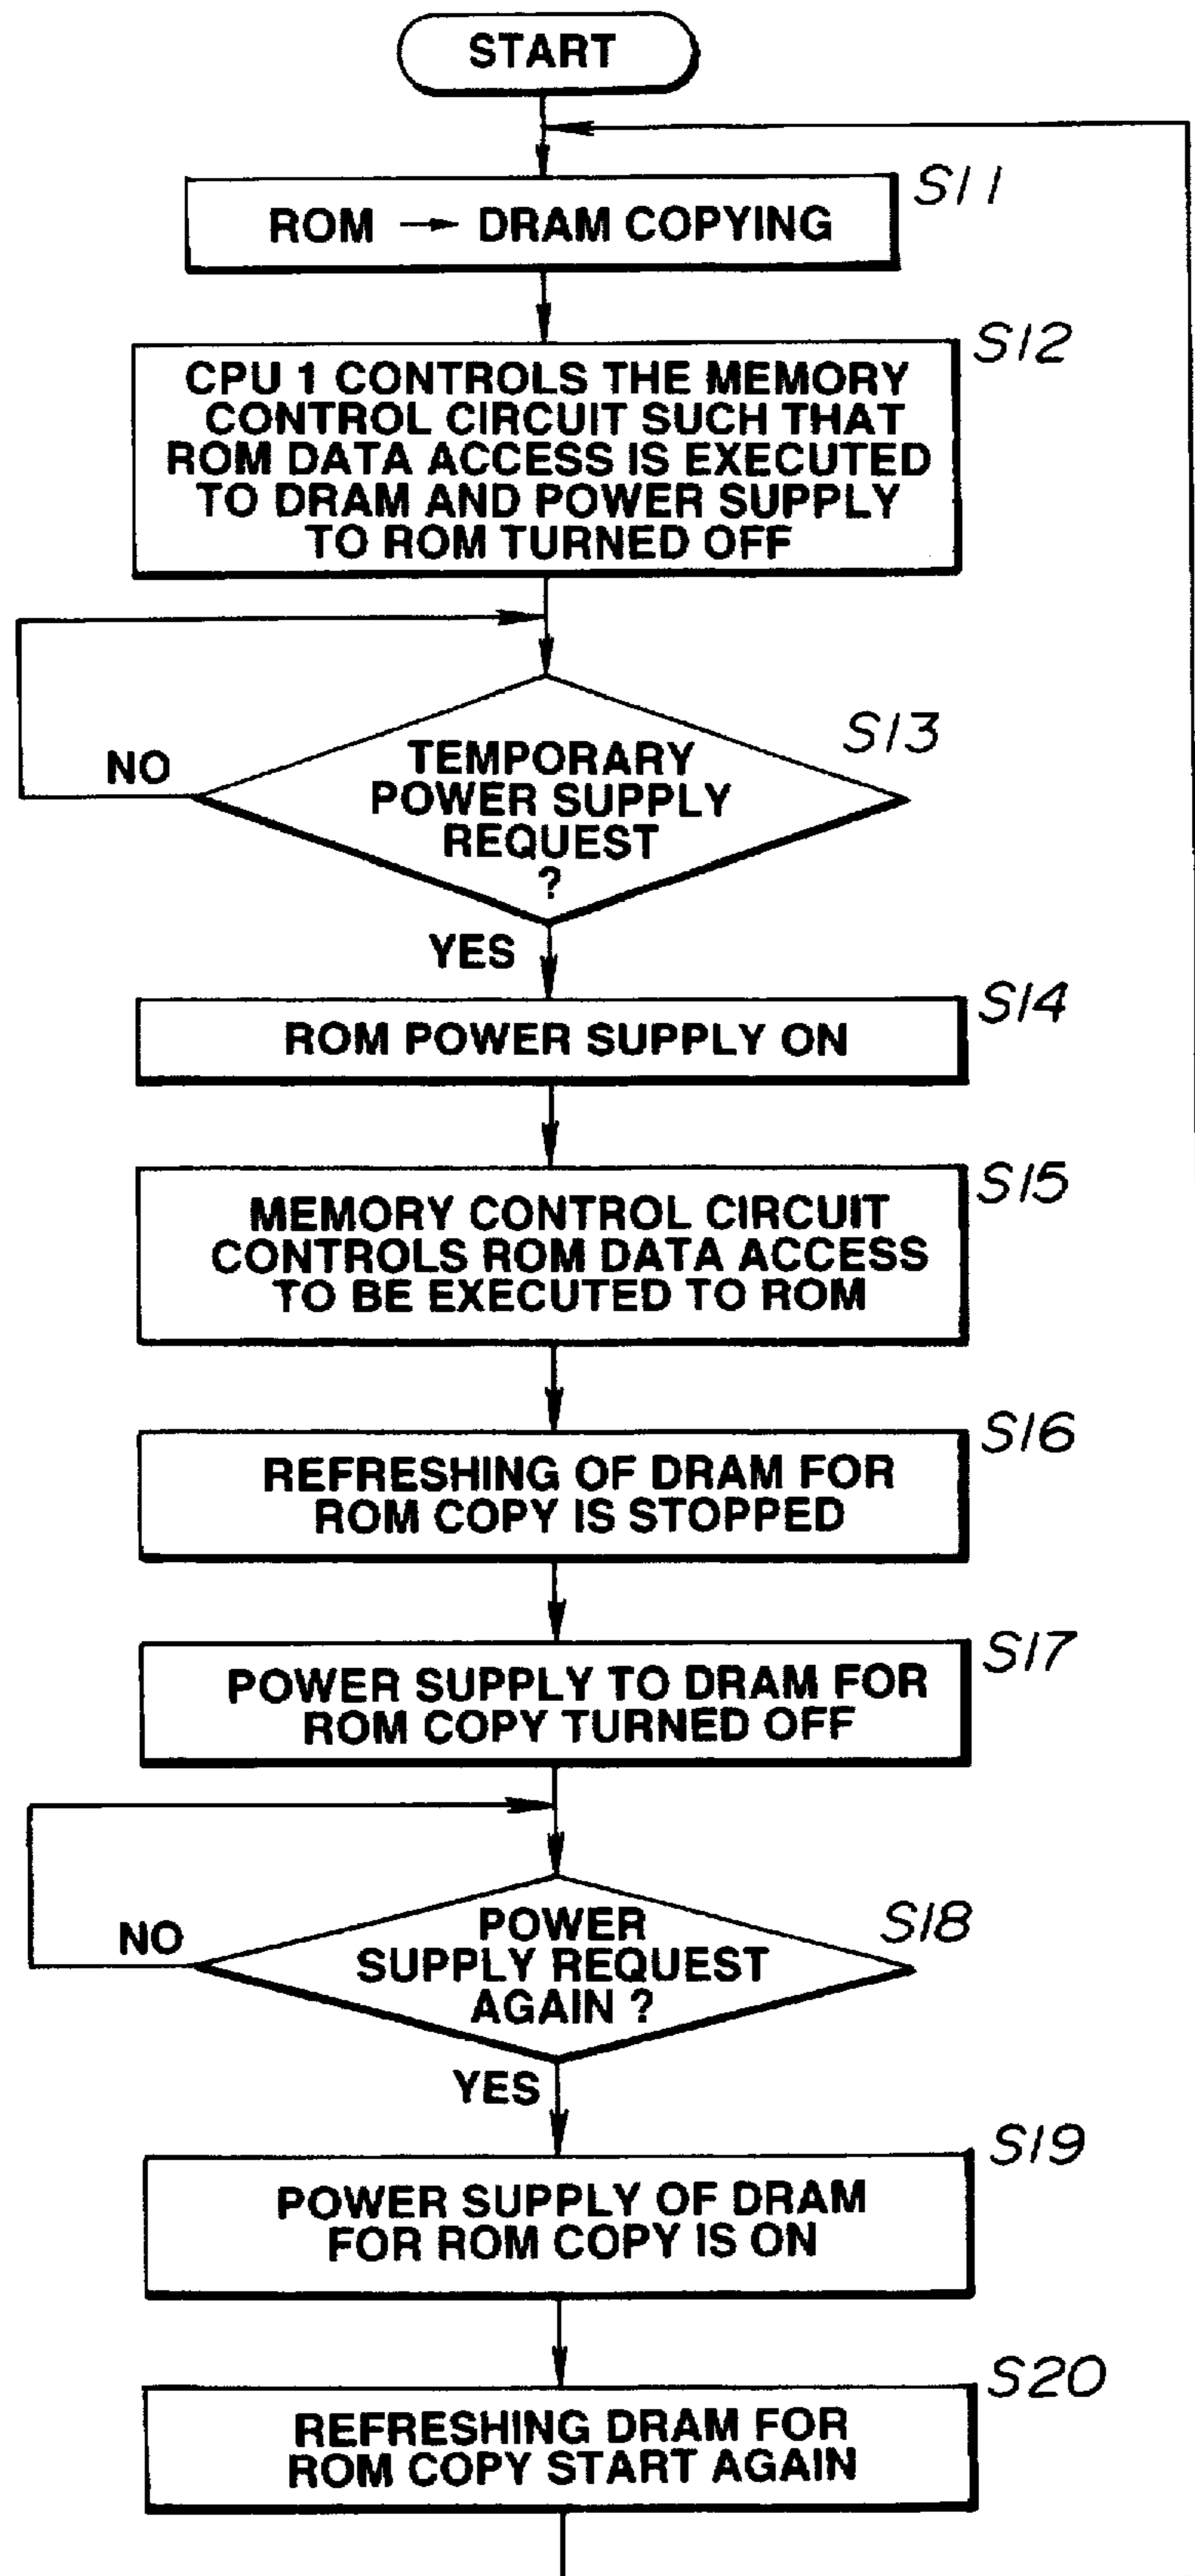 START
S11
ROM → DRAM COPYING
S12
CPU 1 CONTROLS THE MEMORY
CONTROL CIRCUIT SUCH THAT
ROM DATA ACCESS IS EXECUTED
TO DRAM AND POWER SUPPLY
TO ROM TURNED OFF
S13
NO
TEMPORARY
POWER SUPPLY
REQUEST
?
YES
S14
ROM POWER SUPPLY ON
S15
MEMORY CONTROL CIRCUIT
CONTROLS ROM DATA ACCESS
TO BE EXECUTED TO ROM
S16
REFRESHING OF DRAM FOR
ROM COPY IS STOPPED
S17
POWER SUPPLY TO DRAM FOR
ROM COPY TURNED OFF
S18
NO
POWER
SUPPLY REQUEST
AGAIN ?
YES
S19
POWER SUPPLY OF DRAM
FOR ROM COPY IS ON
S20
REFRESHING DRAM FOR
ROM COPY START AGAIN